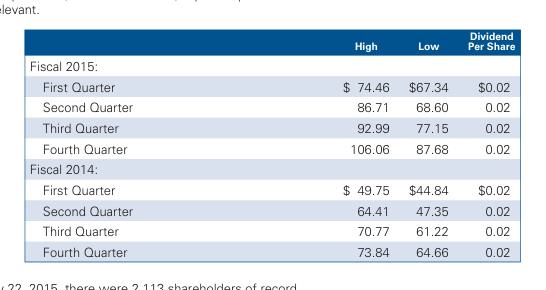 elevant.
High Low Dividend Per Share
Fiscal 2015:
First Quarter $ 74.46 $67.34 $0.02
Second Quarter 86.71 68.60 0.02
Third Quarter 92.99 77.15 0.02
Fourth Quarter 106.06 87.68 0.02
Fiscal 2014:
First Quarter $ 49.75 $44.84 $0.02
Second Quarter 64.41 47.35 0.02
Third Quarter 70.77 61.22 0.02
Fourth Quarter 73.84 64.66 0.02
22, 2015, there were 2,113 shareholders of record